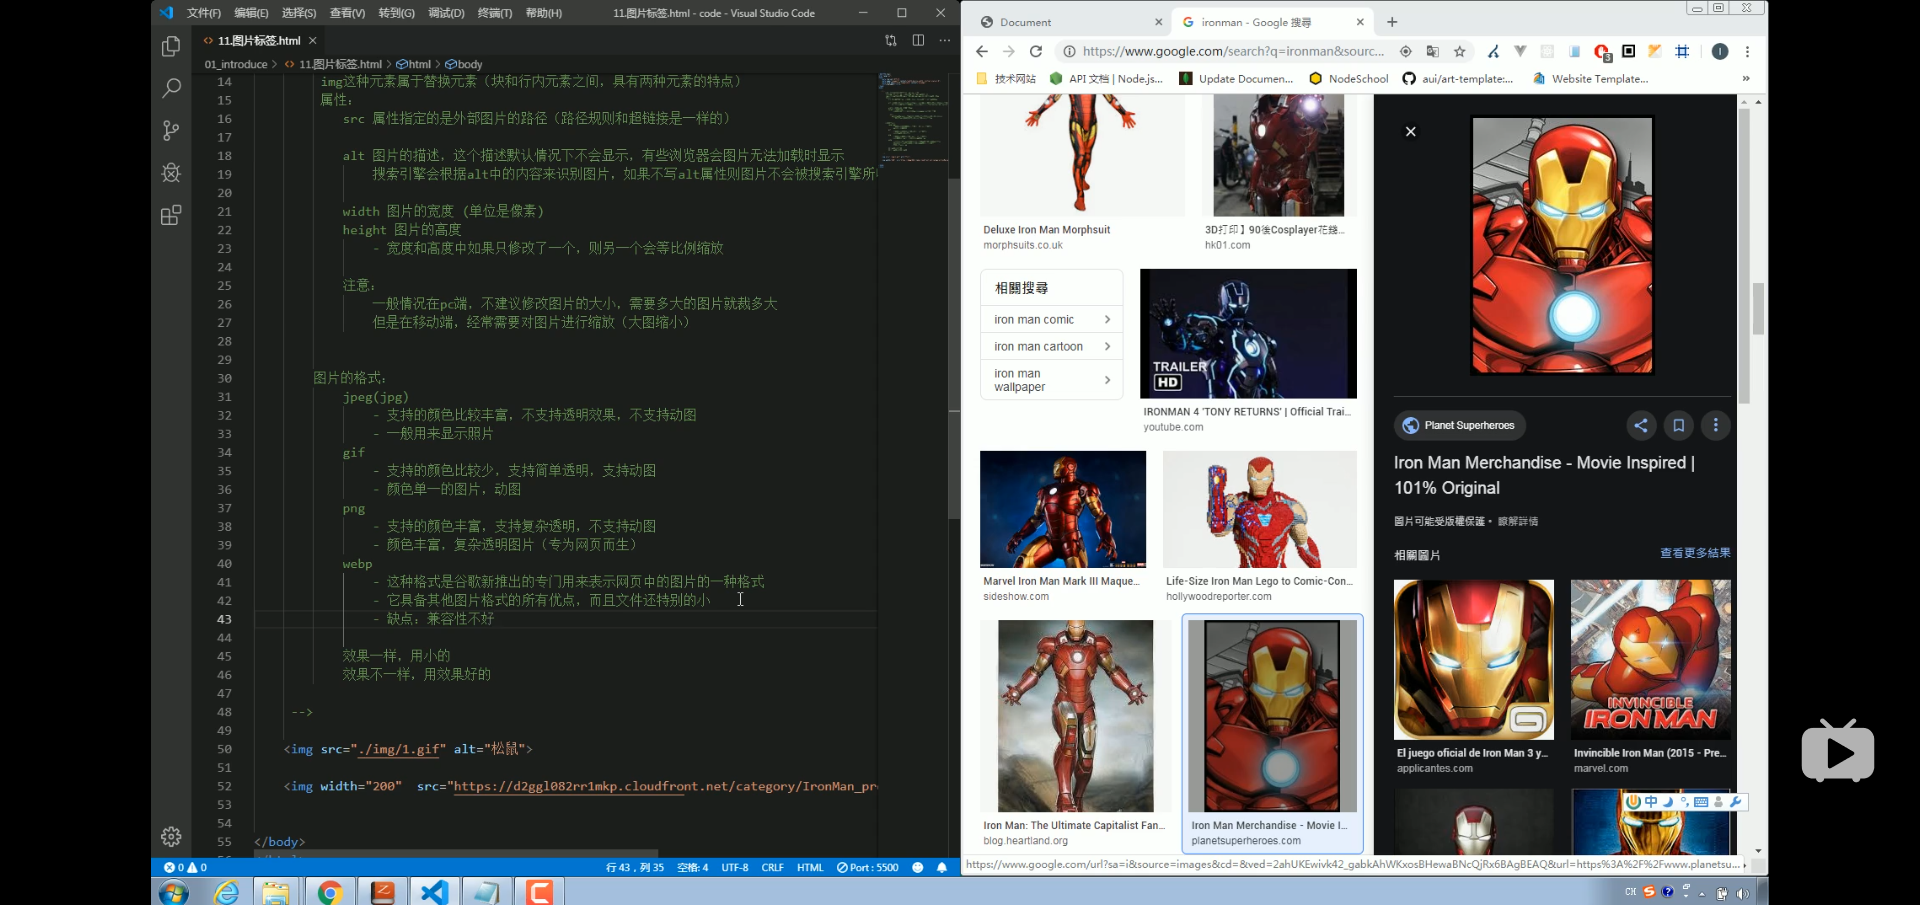 文件(F) 编辑(E) 选择(S) 查看(V) 转到(G) 调试(D) 终端(T) 帮助(H) 11.图片标签.html - code - Visual Studio Code
11.图片标签.html
01_introduce > 11.图片标签.html > html > body
14 img这种元素属于替换元素（块和行内元素之间，具有两种元素的特点）
15 属性：
16 src 属性指定的是外部图片的路径（路径规则和超链接是一样的）
17
18 alt 图片的描述，这个描述默认情况下不会显示，有些浏览器会图片无法加载时显示
19 搜索引擎会根据alt中的内容来识别图片，如果不写alt属性则图片不会被搜索引擎所
20
21 width 图片的宽度 (单位是像素)
22 height 图片的高度
23 - 宽度和高度中如果只修改了一个，则另一个会等比例缩放
24
25 注意：
26 一般情况在pc端，不建议修改图片的大小，需要多大的图片就裁多大
27 但是在移动端，经常需要对图片进行缩放（大图缩小）
28
29
30 图片的格式：
31 jpeg(jpg)
32 - 支持的颜色比较丰富，不支持透明效果，不支持动图
33 - 一般用来显示照片
34 gif
35 - 支持的颜色比较少，支持简单透明，支持动图
36 - 颜色单一的图片，动图
37 png
38 - 支持的颜色丰富，支持复杂透明，不支持动图
39 - 颜色丰富，复杂透明图片（专为网页而生）
40 webp
41 - 这种格式是谷歌新推出的专门用来表示网页中的图片的一种格式
42 - 它具备其他图片格式的所有优点，而且文件还特别的小
43 - 缺点：兼容性不好
44
45 效果一样，用小的
46 效果不一样，用效果好的
47
48 -->
49
50 <img src="./img/1.gif" alt="松鼠">
51
52 <img width="200" src="https://d2ggl082rr1mkp.cloudfront.net/category/IronMan_pr
53
54
55 </body>
0 0 行 43，列 35 空格: 4 UTF-8 CRLF HTML Port : 5500
Document
ironman - Google 搜尋
https://www.google.com/search?q=ironman&sourc...
技术网站 API 文档 | Node.js... Update Documen... NodeSchool aui/art-template:... Website Template... »
Deluxe Iron Man Morphsuit
morphsuits.co.uk
3D打印】90後Cosplayer花錢...
hk01.com
相關搜尋
iron man comic
iron man cartoon
iron man
wallpaper
TRAILER
HD
IRONMAN 4 'TONY RETURNS' | Official Trai...
youtube.com
Marvel Iron Man Mark III Maque...
sideshow.com
Life-Size Iron Man Lego to Comic-Con...
hollywoodreporter.com
Iron Man: The Ultimate Capitalist Fan...
blog.heartland.org
Iron Man Merchandise - Movie I...
planetsuperheroes.com
Planet Superheroes
Iron Man Merchandise - Movie Inspired |
101% Original
圖片可能受版權保護。 瞭解詳情
相關圖片 查看更多結果
INVINCIBLE
IRON MAN
El juego oficial de Iron Man 3 y...
applicantes.com
Invincible Iron Man (2015 - Pre...
marvel.com
中
https://www.google.com/url?sa=i&source=images&cd=&ved=2ahUKEwivk42_gabkAhWKxosBHewaBNcQjRx6BAgBEAQ&url=https%3A%2F%2Fwww.planetsu...
CH